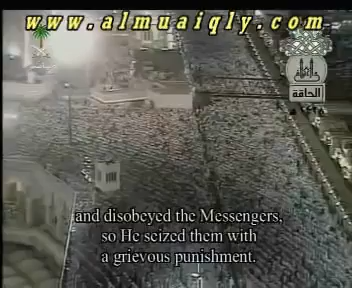 www.almuaiqly.com
الحاقة
and disobeyed the Messengers,
so He seized them with
a grievous punishment.